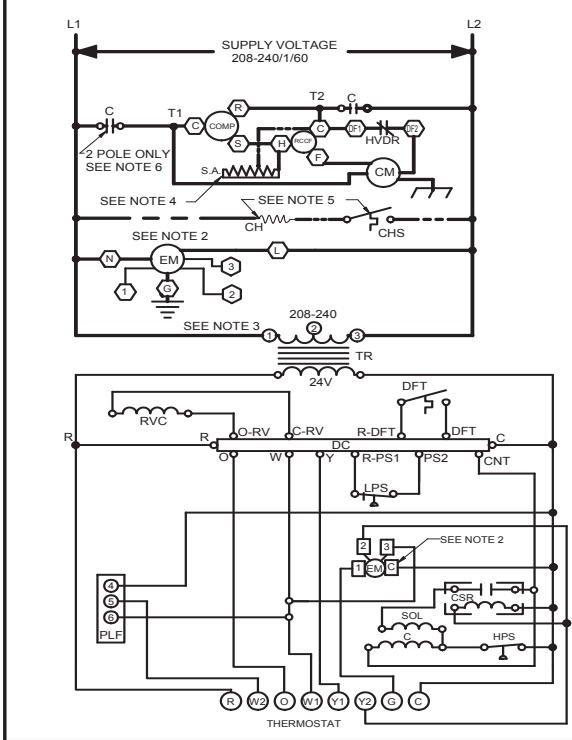 L1
L2
SUPPLY VOLTAGE
208-240/1/60
C
T1
T2
C
R
C
COMP
C
DF1
DF2
HVDR
S
H
RCCF
F
2 POLE ONLY
SEE NOTE 6
S.A.
CM
SEE NOTE 4
SEE NOTE 5
CH
CHS
SEE NOTE 2
N
EM
L
3
1
G
2
208-240
SEE NOTE 3
1
2
3
TR
24V
DFT
RVC
R
R
O-RV
C-RV
R-DFT
DFT
DC
C
O
W
Y
R-PS1
PS2
CNT
LPS
2
3
SEE NOTE 2
1
EM
C
4
5
6
PLF
CSR
SOL
C
HPS
R
W2
O
W1
Y1
Y2
G
C
THERMOSTAT